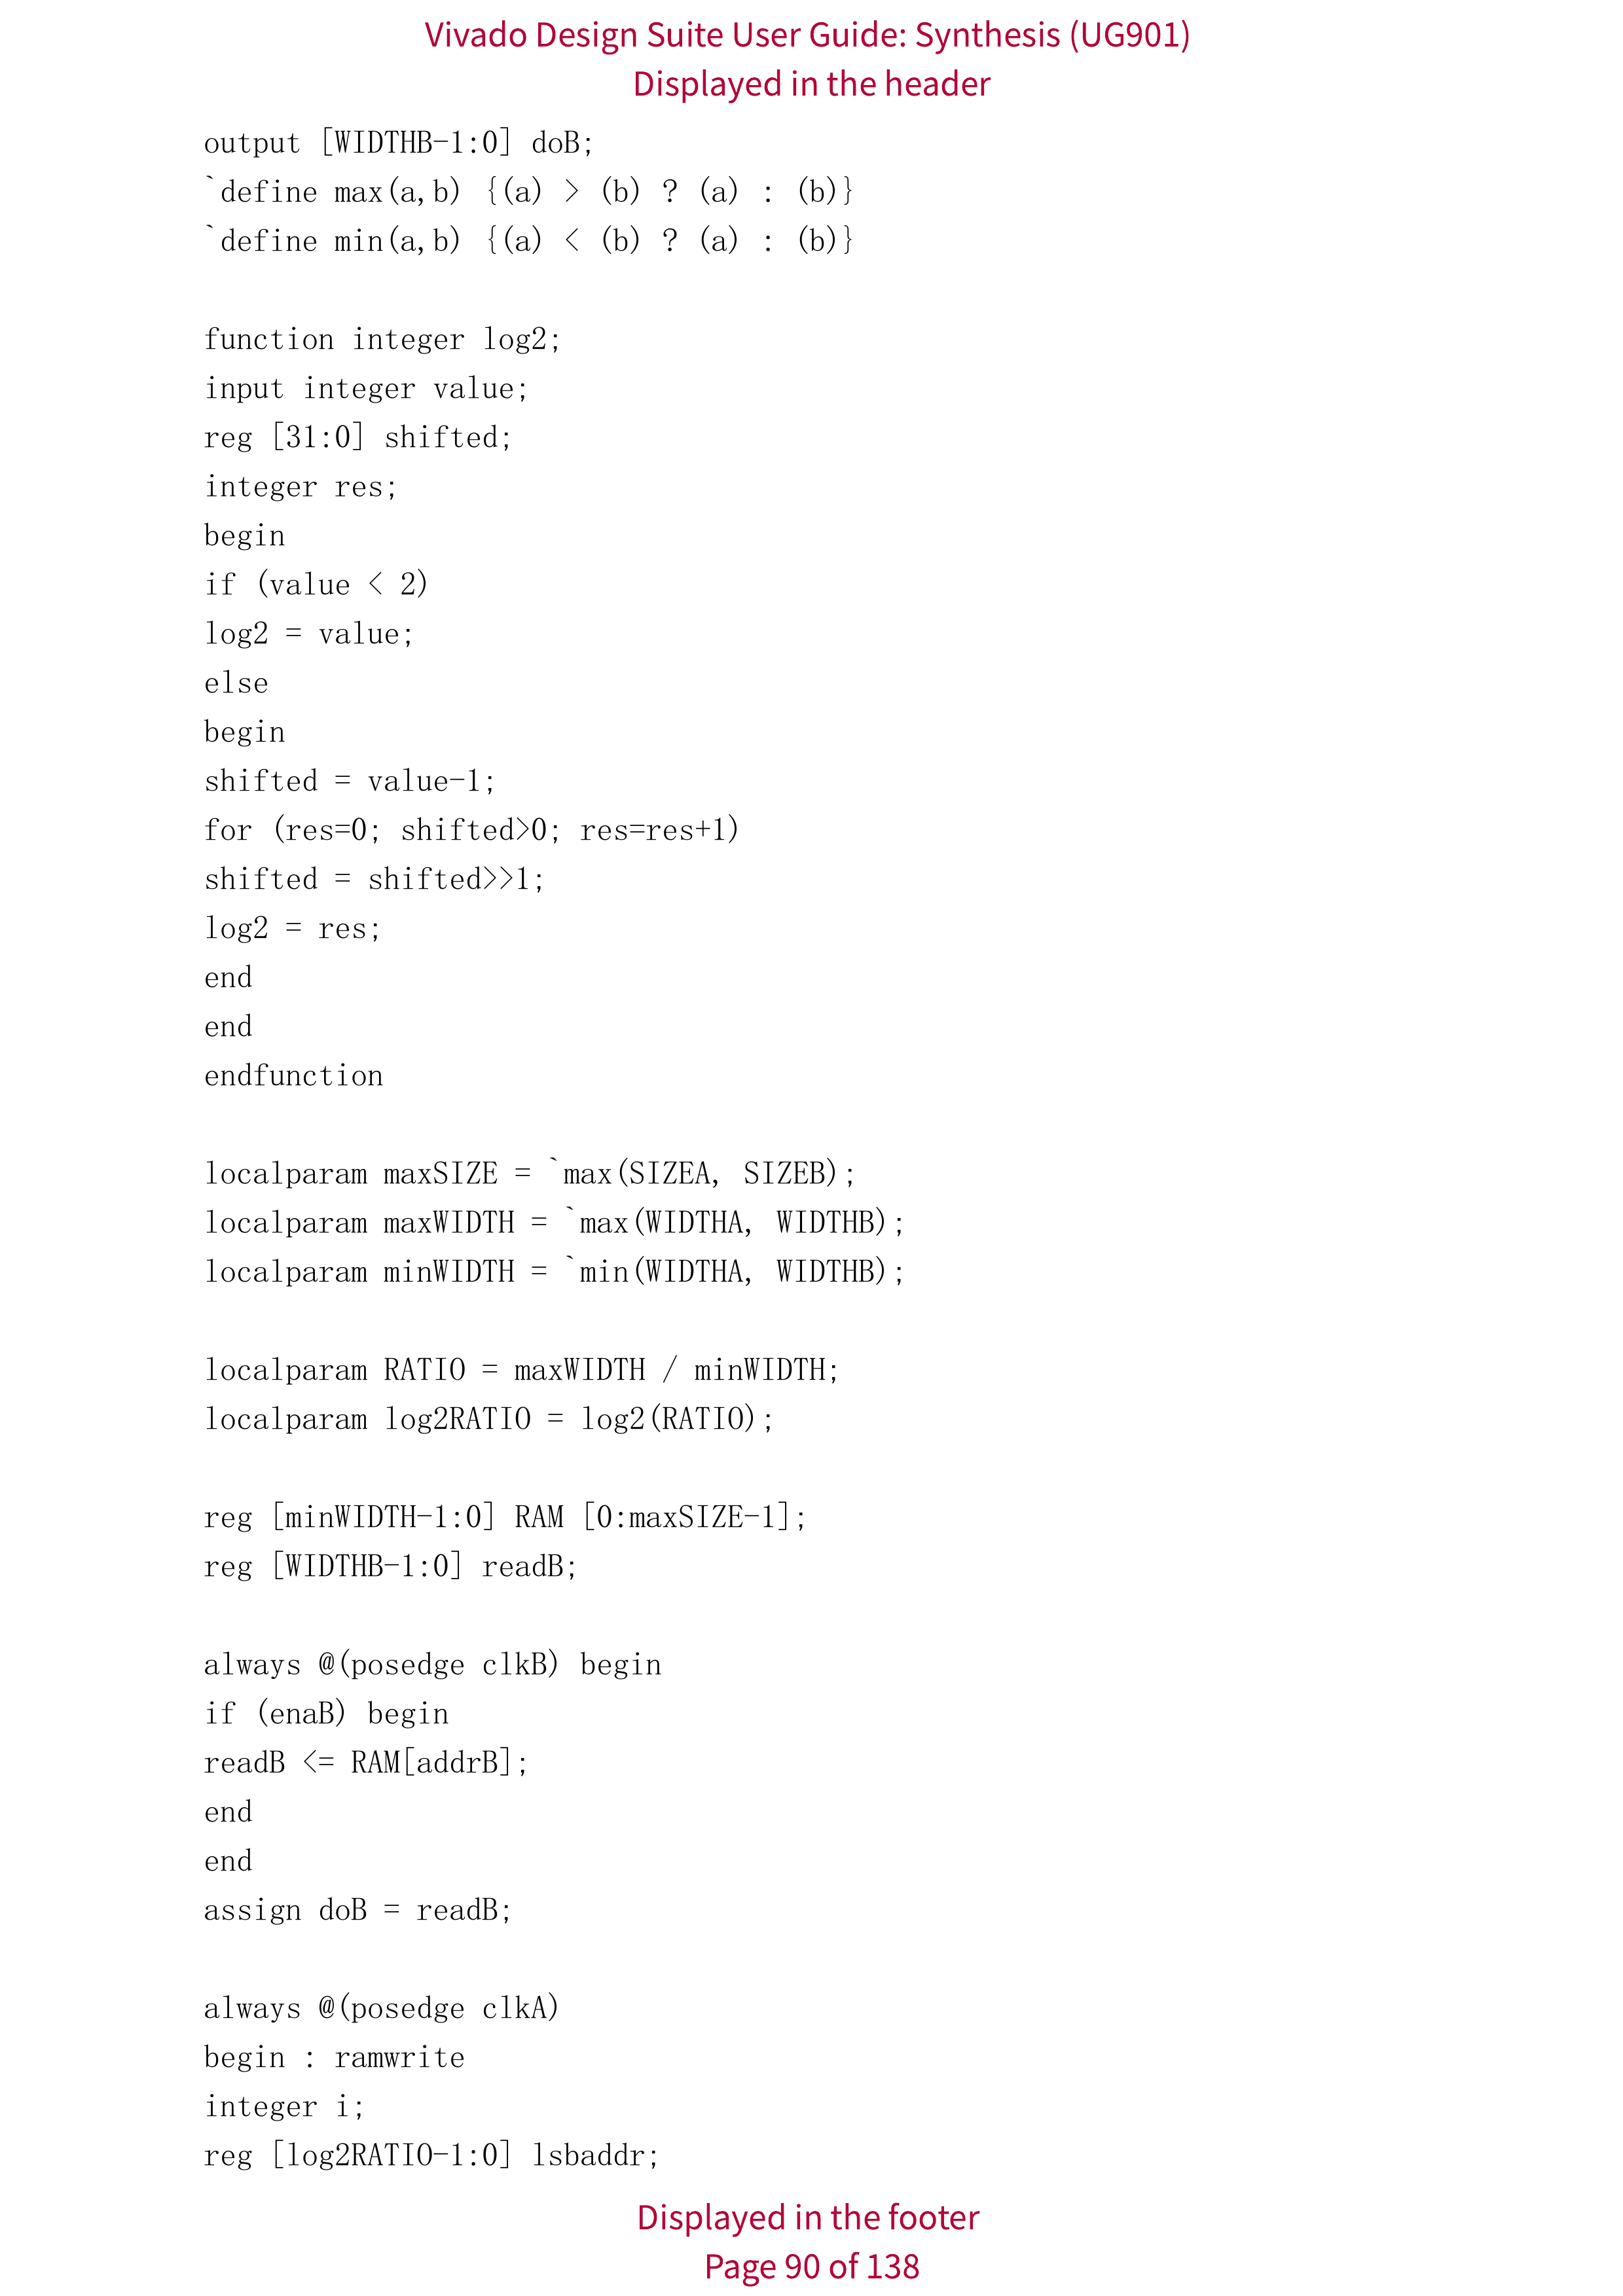 Vivado Design Suite User Guide: Synthesis (UG901)
Displayed in the header
output [WIDTHB-1:0] doB;
`define max(a,b) {(a) > (b) ? (a) : (b)}
`define min(a,b) {(a) < (b) ? (a) : (b)}
function integer log2;
input integer value;
reg [31:0] shifted;
integer res;
begin
if (value < 2)
log2 = value;
else
begin
shifted = value-1;
for (res=0; shifted>0; res=res+1)
shifted = shifted>>1;
log2 = res;
end
end
endfunction
localparam maxSIZE = `max(SIZEA, SIZEB);
localparam maxWIDTH = `max(WIDTHA, WIDTHB);
localparam minWIDTH = `min(WIDTHA, WIDTHB);
localparam RATIO = maxWIDTH / minWIDTH;
localparam log2RATIO = log2(RATIO);
reg [minWIDTH-1:0] RAM [0:maxSIZE-1];
reg [WIDTHB-1:0] readB;
always @(posedge clkB) begin
if (enaB) begin
readB <= RAM[addrB];
end
end
assign doB = readB;
always @(posedge clkA)
begin : ramwrite
integer i;
reg [log2RATIO-1:0] lsbaddr;
Displayed in the footer
Page 90 of 138